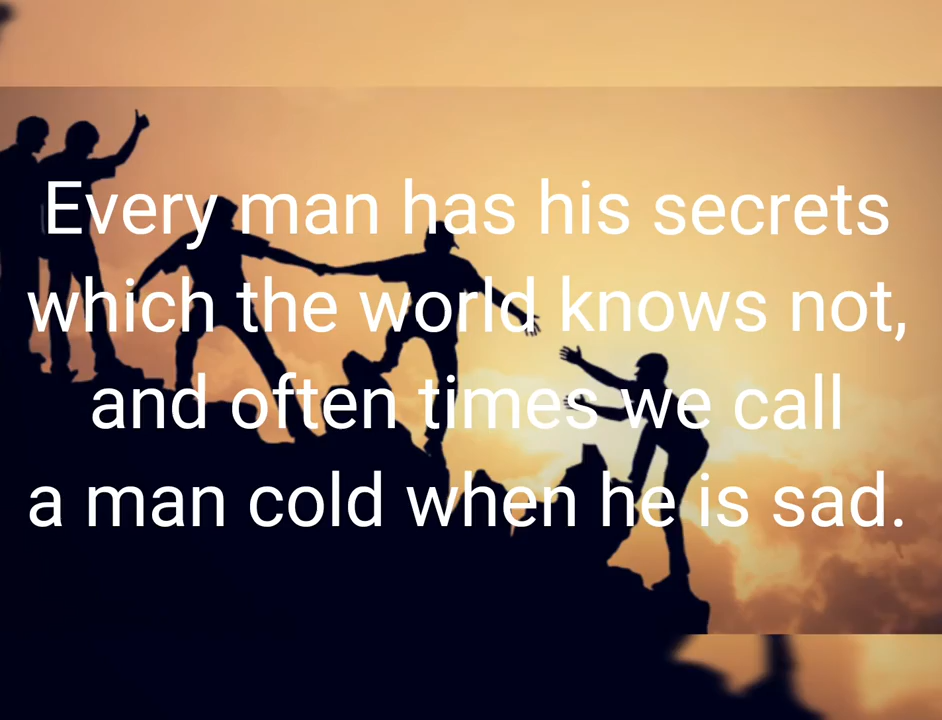 Every man has his secrets
which the world knows not,
and often times we call
a man cold when he is sad.